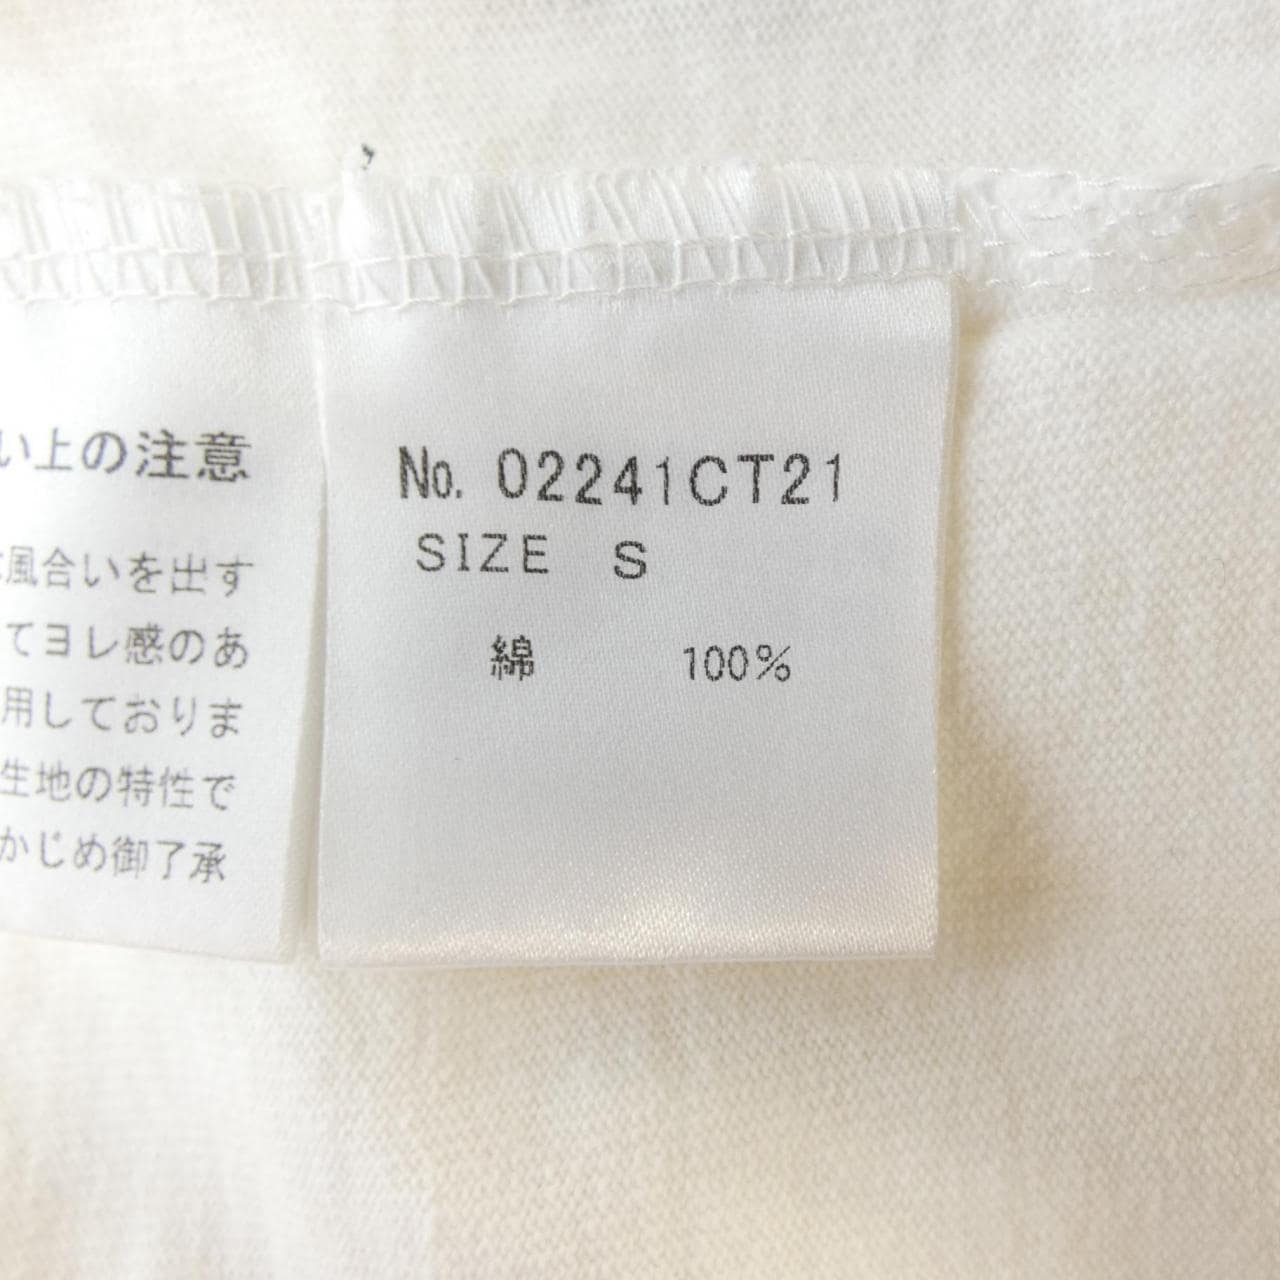 い上の注意
風合いを出す
てヨレ感のあ
用しておりま
生地の特性で
かじめ御了承
No. 02241CT21
SIZE S
綿 100%